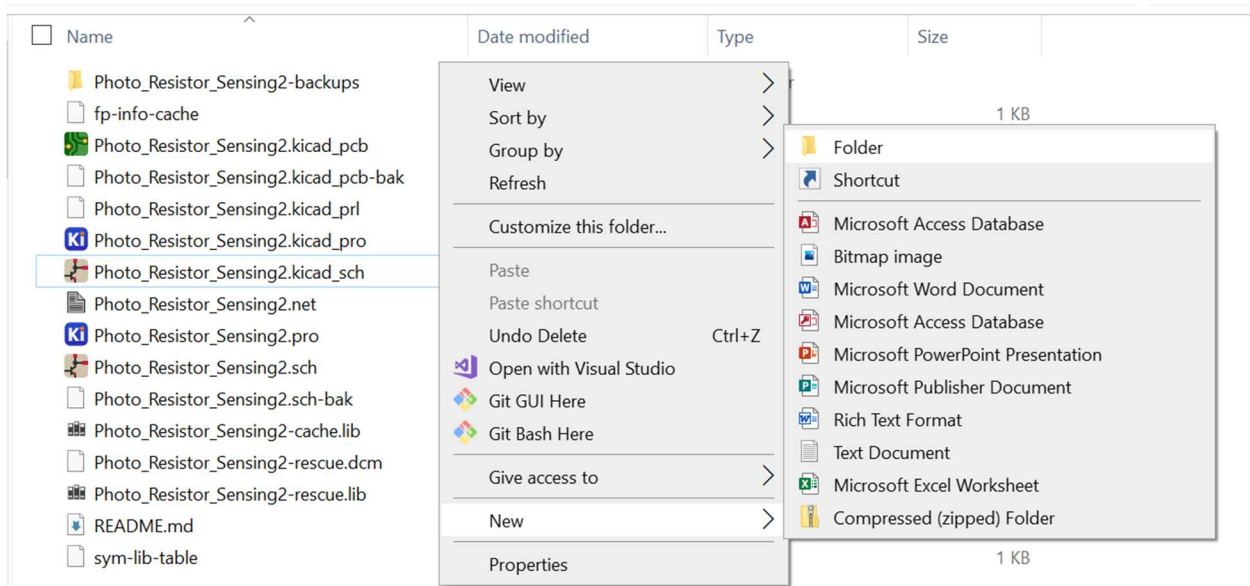 Name Date modified Type Size
Photo_Resistor_Sensing2-backups
fp-info-cache
Photo_Resistor_Sensing2.kicad_pcb
Photo_Resistor_Sensing2.kicad_pcb-bak
Photo_Resistor_Sensing2.kicad_prl
Photo_Resistor_Sensing2.kicad_pro
Photo_Resistor_Sensing2.kicad_sch
Photo_Resistor_Sensing2.net
Photo_Resistor_Sensing2.pro
Photo_Resistor_Sensing2.sch
Photo_Resistor_Sensing2.sch-bak
Photo_Resistor_Sensing2-cache.lib
Photo_Resistor_Sensing2-rescue.dcm
Photo_Resistor_Sensing2-rescue.lib
README.md
sym-lib-table
1 KB
1 KB
View
Sort by
Group by
Refresh
Customize this folder...
Paste
Paste shortcut
Undo Delete Ctrl+Z
Open with Visual Studio
Git GUI Here
Git Bash Here
Give access to
New
Properties
Folder
Shortcut
Microsoft Access Database
Bitmap image
Microsoft Word Document
Microsoft Access Database
Microsoft PowerPoint Presentation
Microsoft Publisher Document
Rich Text Format
Text Document
Microsoft Excel Worksheet
Compressed (zipped) Folder